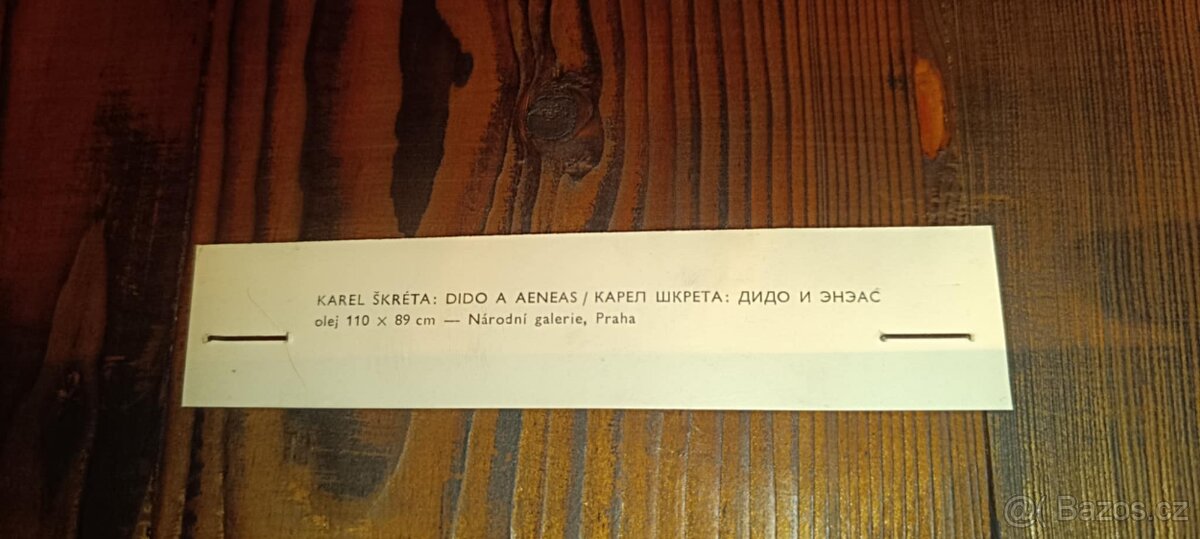 KAREL ŠKRÉTA: DIDO A AENEAS / КАРЕЛ ШКРЕТА: ДИДО И ЭНЭАС
olej 110 × 89 cm — Národní galerie, Praha
Bazos.cz